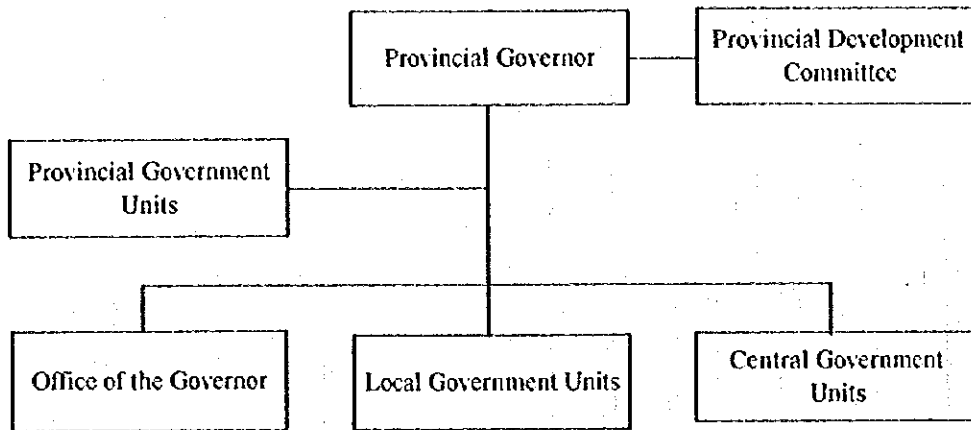 Provincial Governor
Provincial Development
Committee
Provincial Government
Units
Office of the Governor
Local Government Units
Central Government
Units